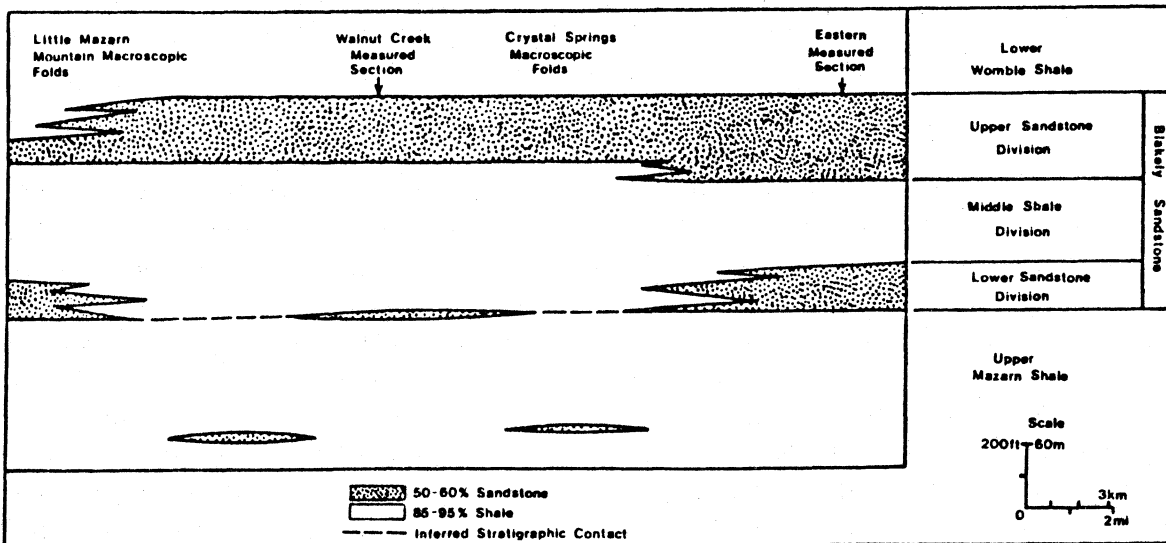 Little Mazarn
Mountain Macroscopic
Folds
Walnut Creek
Measured
Section
Crystal Springs
Macroscopic
Folds
Eastern
Measured
Section
Lower
Womble Shale
Upper Sandstone
Division
Middle Shale
Division
Lower Sandstone
Division
Blakely Sandstone
Upper
Mazarn Shale
Scale
200ft 60m
0
3km
2mi
50-60% Sandstone
85-95% Shale
Inferred Stratigraphic Contact